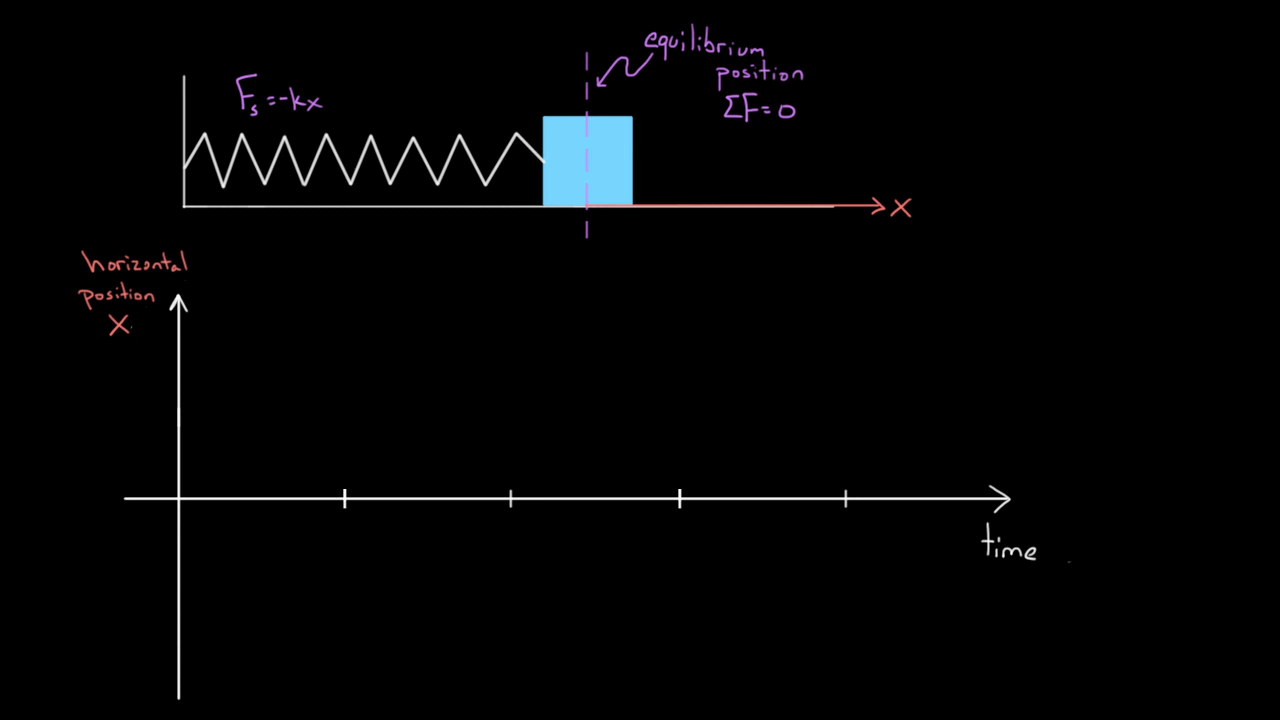 equilibrium
position
ΣF=0
Fs=-kx
x
horizontal
position
x
time